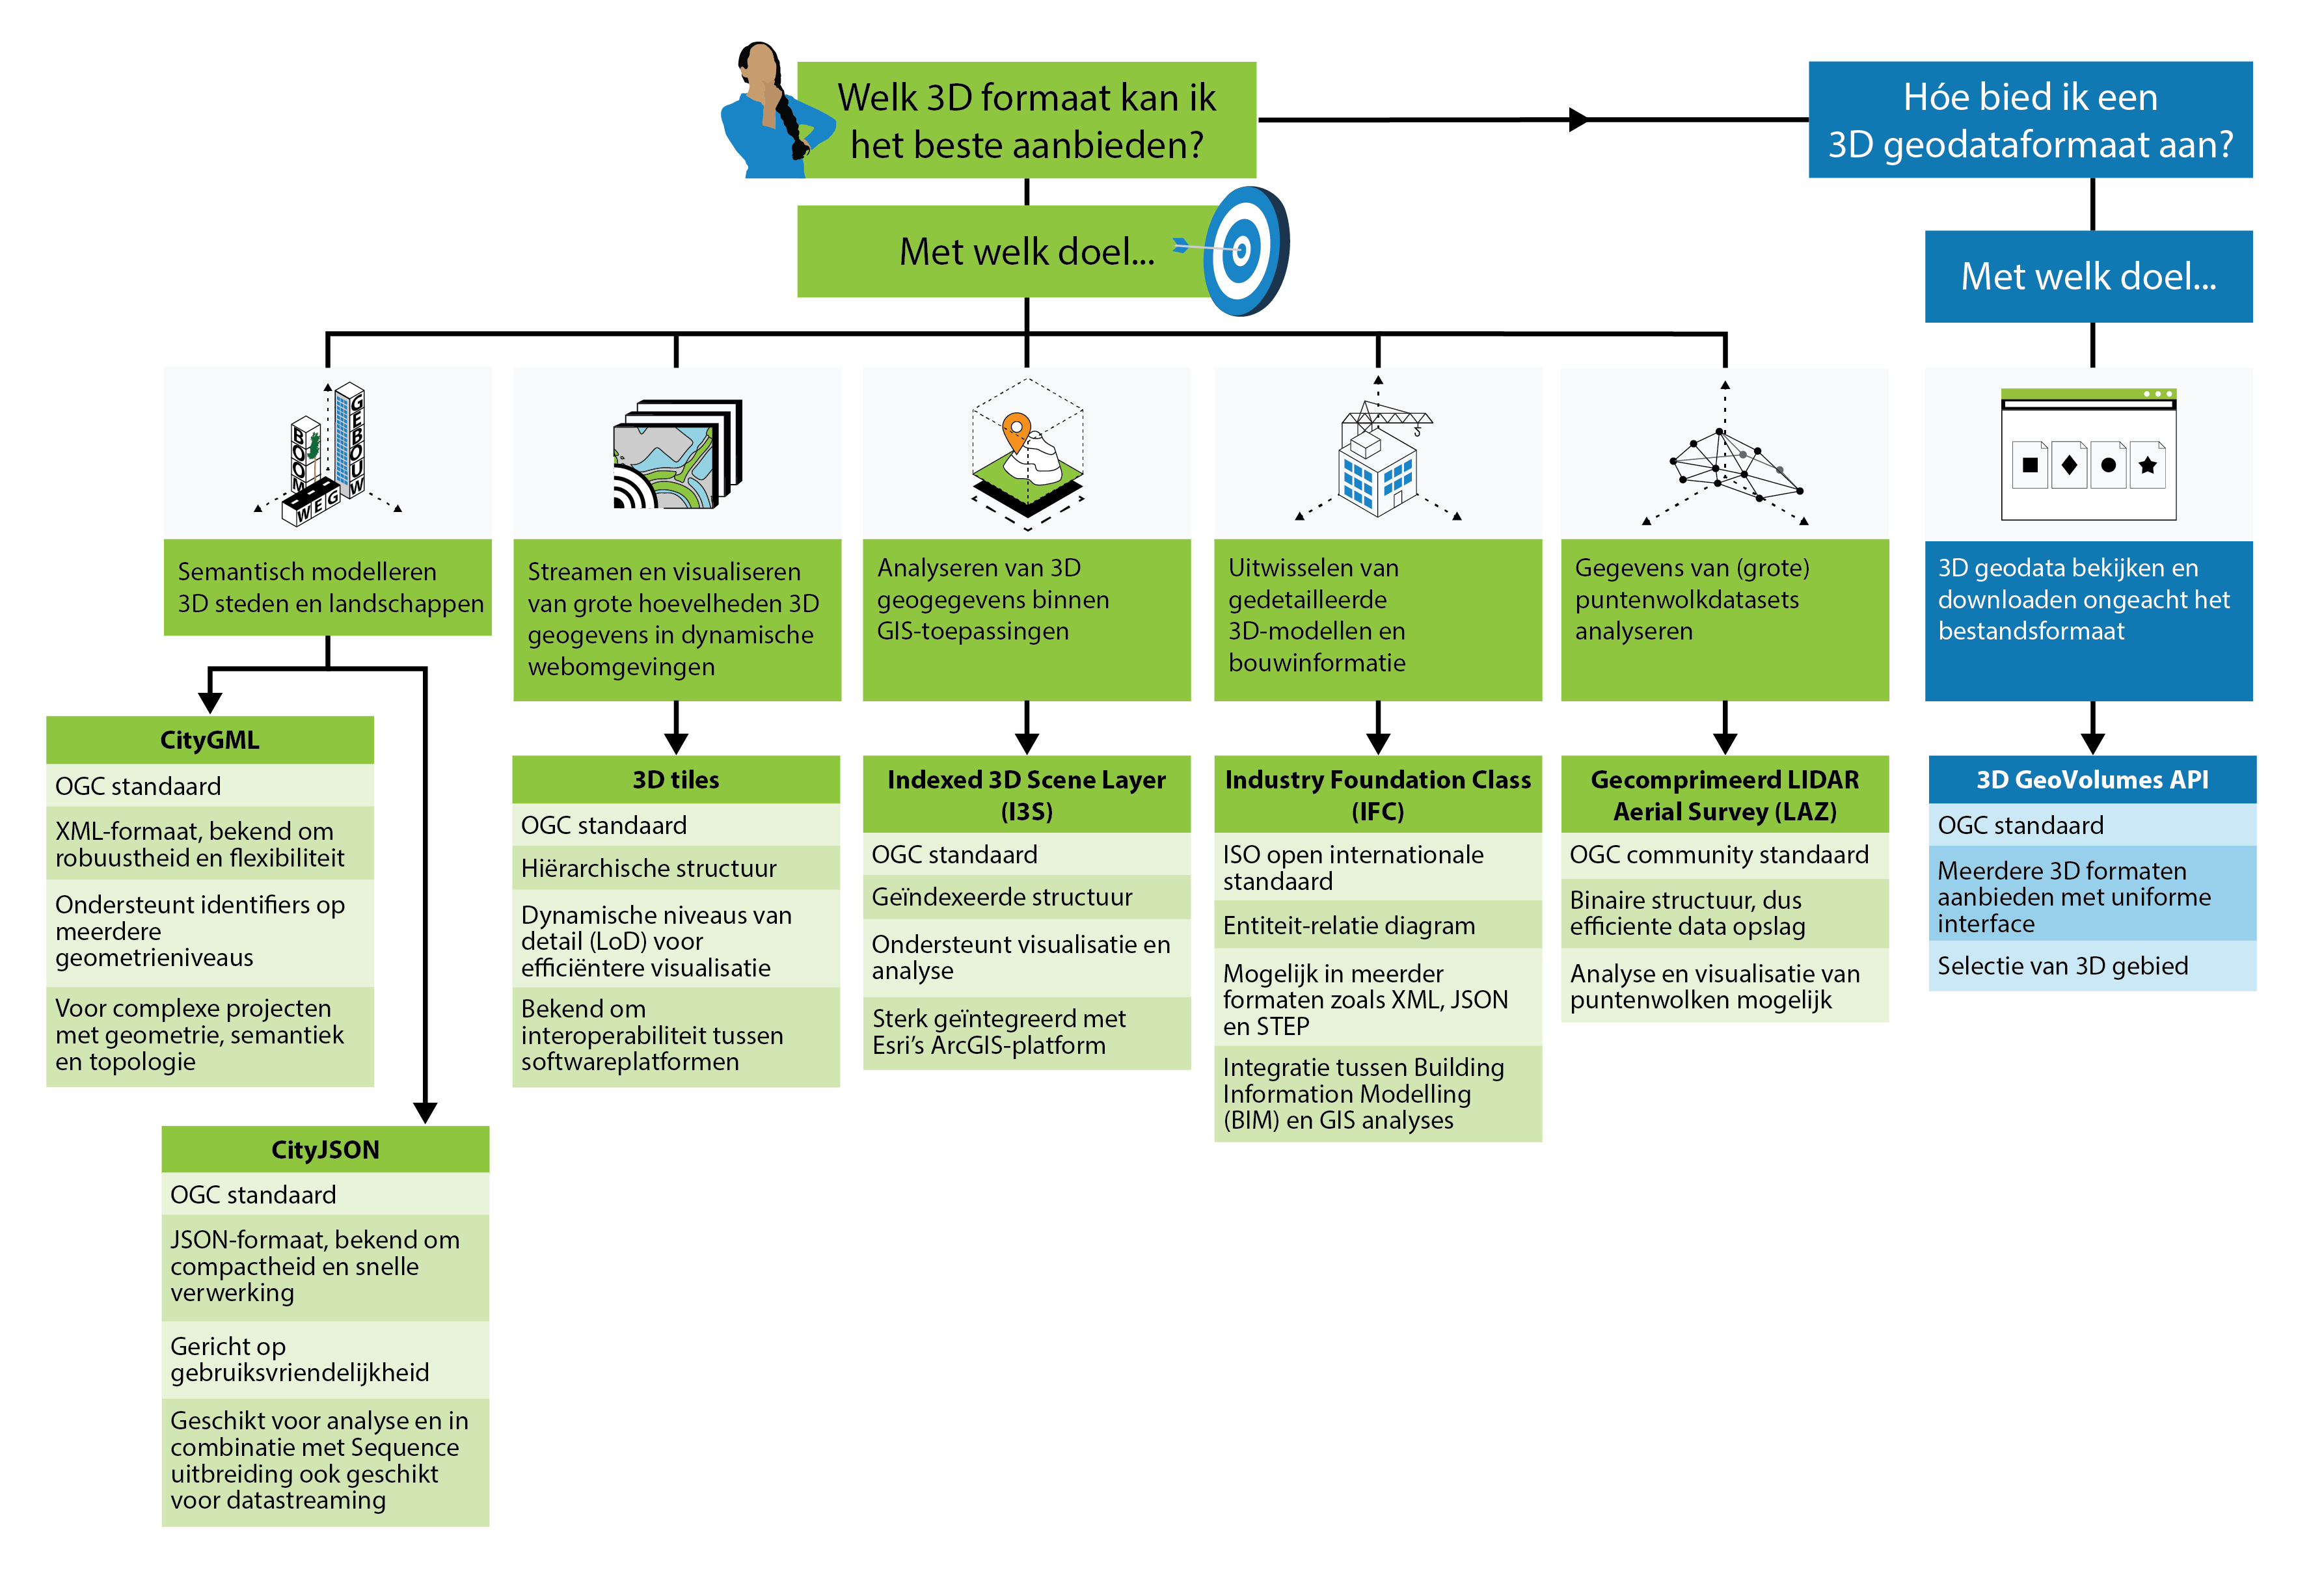 Welk 3D formaat kan ik
het beste aanbieden?
Hóe bied ik een
3D geodataformaat aan?
Met welk doel...
Met welk doel...
BOOM
GEBOUW
WEG
Semantisch modelleren
3D steden en landschappen
Streamen en visualiseren
van grote hoevelheden 3D
geogevens in dynamische
webomgevingen
Analyseren van 3D
geogegevens binnen
GIS-toepassingen
Uitwisselen van
gedetailleerde
3D-modellen en
bouwinformatie
Gegevens van (grote)
puntenwolkdatasets
analyseren
3D geodata bekijken en
downloaden ongeacht het
bestandsformaat
CityGML
OGC standaard
XML-formaat, bekend om
robuustheid en flexibiliteit
Ondersteunt identifiers op
meerdere
geometrieniveaus
Voor complexe projecten
met geometrie, semantiek
en topologie
CityJSON
OGC standaard
JSON-formaat, bekend om
compactheid en snelle
verwerking
Gericht op
gebruiksvriendelijkheid
Geschikt voor analyse en in
combinatie met Sequence
uitbreiding ook geschikt
voor datastreaming
3D tiles
OGC standaard
Hiërarchische structuur
Dynamische niveaus van
detail (LoD) voor
efficiëntere visualisatie
Bekend om
interoperabiliteit tussen
softwareplatformen
Indexed 3D Scene Layer
(I3S)
OGC standaard
Geïndexeerde structuur
Ondersteunt visualisatie en
analyse
Sterk geïntegreerd met
Esri's ArcGIS-platform
Industry Foundation Class
(IFC)
ISO open internationale
standaard
Entiteit-relatie diagram
Mogelijk in meerder
formaten zoals XML, JSON
en STEP
Integratie tussen Building
Information Modelling
(BIM) en GIS analyses
Gecomprimeerd LIDAR
Aerial Survey (LAZ)
OGC community standaard
Binaire structuur, dus
efficiente data opslag
Analyse en visualisatie van
puntenwolken mogelijk
3D GeoVolumes API
OGC standaard
Meerdere 3D formaten
aanbieden met uniforme
interface
Selectie van 3D gebied